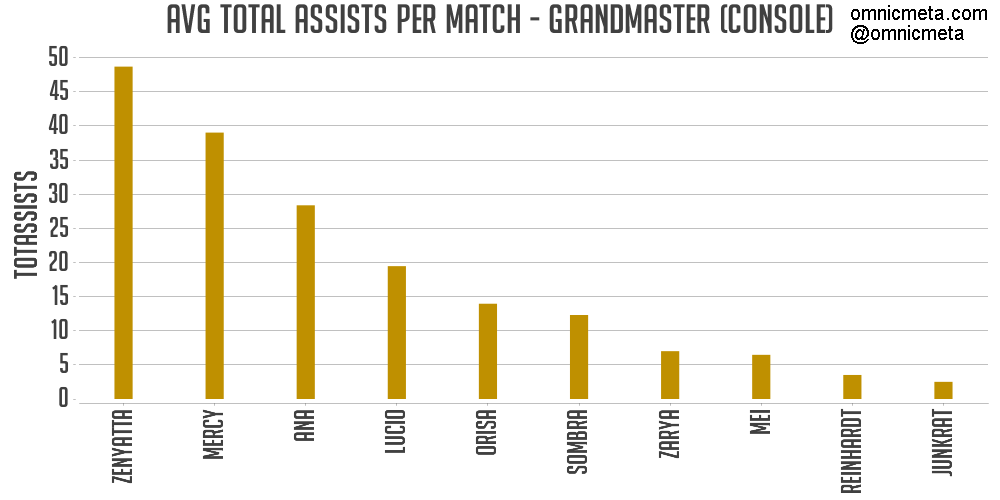 AVG TOTAL ASSISTS PER MATCH - GRANDMASTER (CONSOLE)
omnicmeta.com
@omnicmeta
TOTASSISTS
50
45
40
35
30
25
20
15
10
5
0
ZENYATTA
MERCY
ANA
LUCIO
ORISA
SOMBRA
ZARYA
MEI
REINHARDT
JUNKRAT